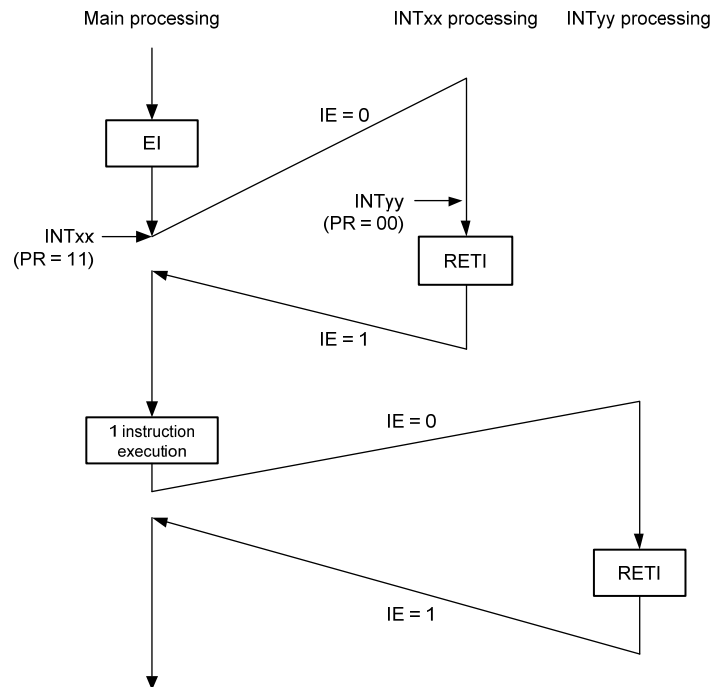 Main processing
INTxx processing
INTyy processing
IE = 0
EI
INTyy
(PR = 00)
INTxx
(PR = 11)
RETI
IE = 1
IE = 0
1 instruction
execution
RETI
IE = 1